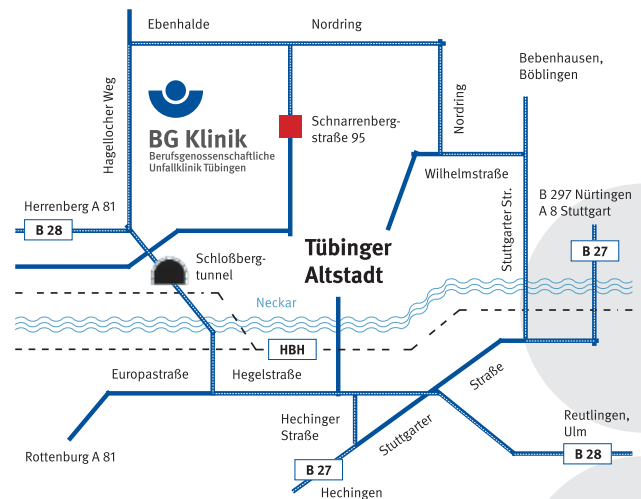 Ebenhalde
Nordring
Bebenhausen,
Böblingen
Hagellocher Weg
BG Klinik
Berufsgenossenschaftliche
Unfallklinik Tübingen
Schnarrenberg-
straße 95
Nordring
Wilhelmstraße
Herrenberg A 81
B 28
Schloßberg-
tunnel
Tübinger
Altstadt
Stuttgarter Str.
B 297 Nürtingen
A 8 Stuttgart
B 27
Neckar
HBH
Europastraße
Hegelstraße
Hechinger
Straße
Stuttgarter
Straße
Reutlingen,
Ulm
B 28
Rottenburg A 81
B 27
Hechingen